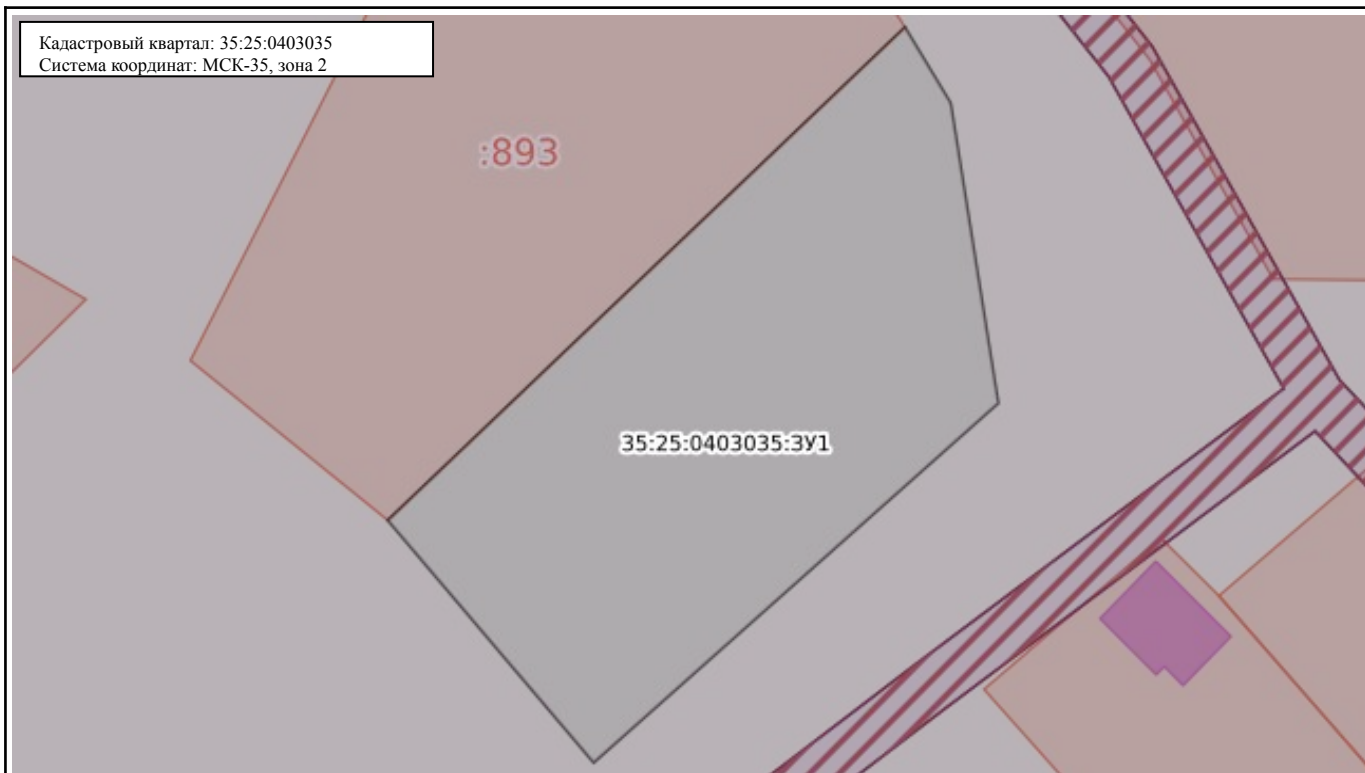 Кадастровый квартал: 35:25:0403035
Система координат: МСК-35, зона 2
:893
35:25:0403035:ЗУ1